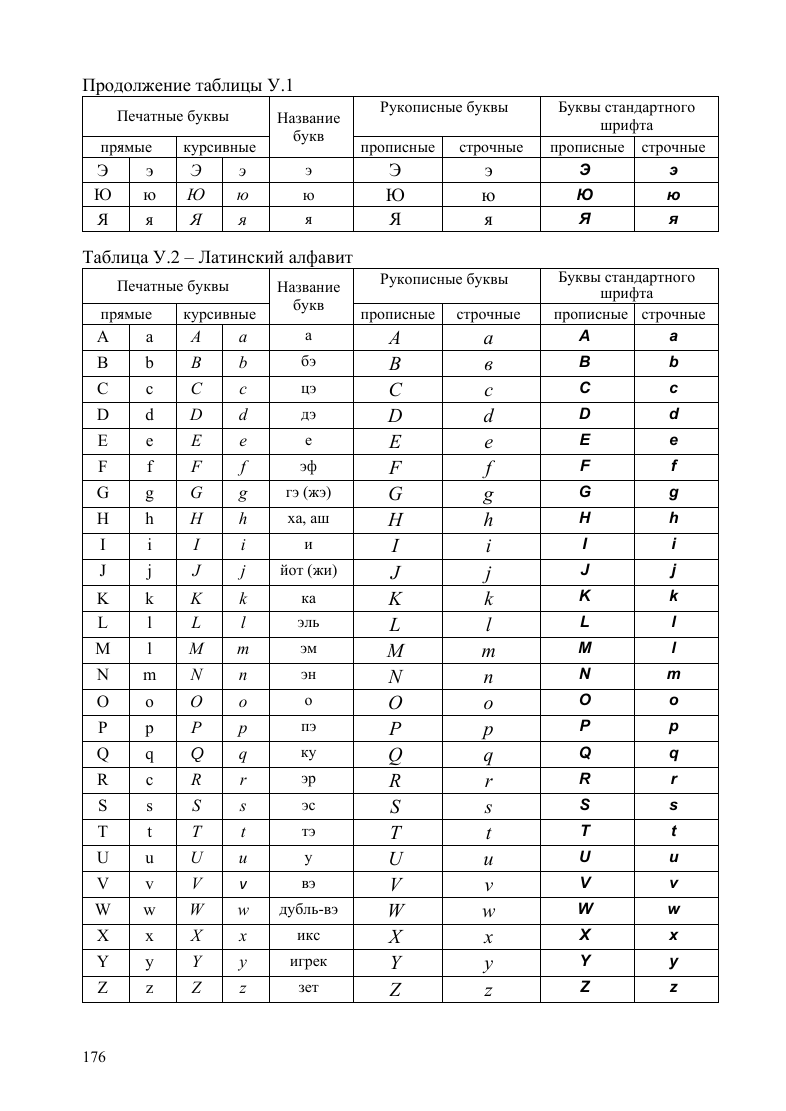 Продолжение таблицы У.1
Печатные буквы Название букв Рукописные буквы Буквы стандартного шрифта
прямые курсивные прописные строчные прописные строчные
Э э Э э э Э э Э э
Ю ю Ю ю ю Ю ю Ю ю
Я я Я я я Я я Я я
Таблица У.2 – Латинский алфавит
Печатные буквы Название букв Рукописные буквы Буквы стандартного шрифта
прямые курсивные прописные строчные прописные строчные
A a A a а A a A a
B b B b бэ B в B b
C c C c цэ C c C c
D d D d дэ D d D d
E e E e е E e E e
F f F f эф F f F f
G g G g гэ (жэ) G g G g
H h H h ха, аш H h H h
I i I i и I i I i
J j J j йот (жи) J j J j
K k K k ка K k K k
L l L l эль L l L l
M l M m эм M m M l
N m N n эн N n N m
O o O o о O o O o
P p P p пэ P p P p
Q q Q q ку Q q Q q
R c R r эр R r R r
S s S s эс S s S s
T t T t тэ T t T t
U u U u у U u U u
V v V v вэ V v V v
W w W w дубль-вэ W w W w
X x X x икс X x X x
Y y Y y игрек Y y Y y
Z z Z z зет Z z Z z
176